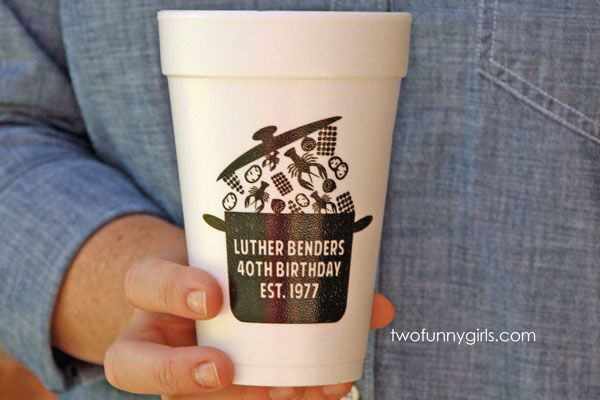 LUTHER BENDERS
40TH BIRTHDAY
EST. 1977
twofunnygirls.com